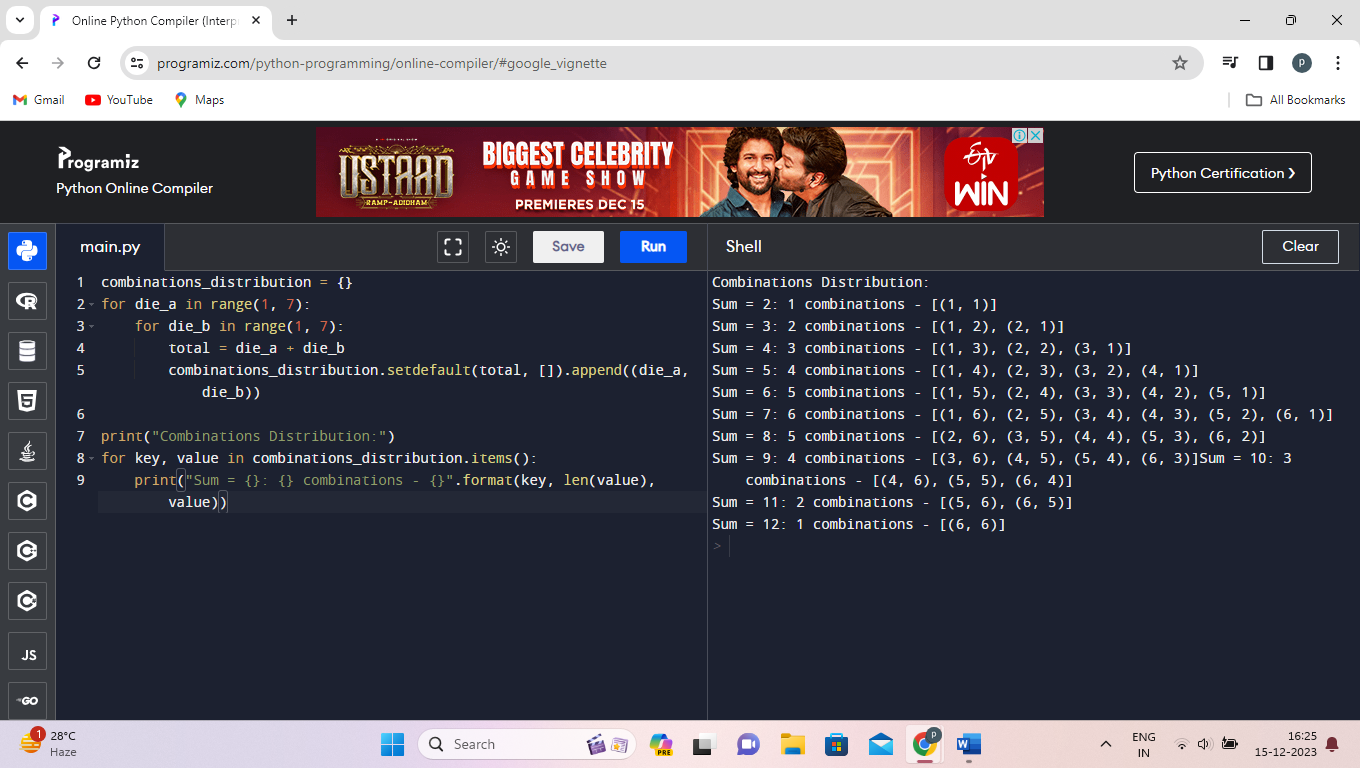 Online Python Compiler (Interp
programiz.com/python-programming/online-compiler/#google_vignette
P
Gmail YouTube Maps
All Bookmarks
Programiz
Python Online Compiler
USTAAD
RAMP-ADIDHAM
BIGGEST CELEBRITY
GAME SHOW
PREMIERES DEC 15
WIN
Python Certification ›
main.py
Save
Run
Shell
Clear
1 combinations_distribution = {}
2 for die_a in range(1, 7):
3 for die_b in range(1, 7):
4 total = die_a + die_b
5 combinations_distribution.setdefault(total, []).append((die_a,
die_b))
6
7 print("Combinations Distribution:")
8 for key, value in combinations_distribution.items():
9 print("Sum = {}: {} combinations - {}".format(key, len(value),
value))
Combinations Distribution:
Sum = 2: 1 combinations - [(1, 1)]
Sum = 3: 2 combinations - [(1, 2), (2, 1)]
Sum = 4: 3 combinations - [(1, 3), (2, 2), (3, 1)]
Sum = 5: 4 combinations - [(1, 4), (2, 3), (3, 2), (4, 1)]
Sum = 6: 5 combinations - [(1, 5), (2, 4), (3, 3), (4, 2), (5, 1)]
Sum = 7: 6 combinations - [(1, 6), (2, 5), (3, 4), (4, 3), (5, 2), (6, 1)]
Sum = 8: 5 combinations - [(2, 6), (3, 5), (4, 4), (5, 3), (6, 2)]
Sum = 9: 4 combinations - [(3, 6), (4, 5), (5, 4), (6, 3)]Sum = 10: 3
combinations - [(4, 6), (5, 5), (6, 4)]
Sum = 11: 2 combinations - [(5, 6), (6, 5)]
Sum = 12: 1 combinations - [(6, 6)]
>
R
JS
GO
1
28°C
Haze
Search
PRE
P
W
ENG
IN
16:25
15-12-2023